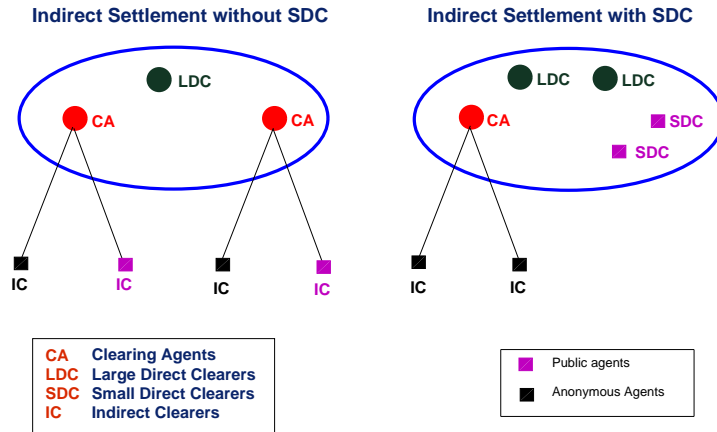 Indirect Settlement without SDC
Indirect Settlement with SDC
LDC
CA
CA
IC
IC
IC
IC
LDC
LDC
CA
SDC
SDC
IC
IC
CA Clearing Agents
LDC Large Direct Clearers
SDC Small Direct Clearers
IC Indirect Clearers
Public agents
Anonymous Agents